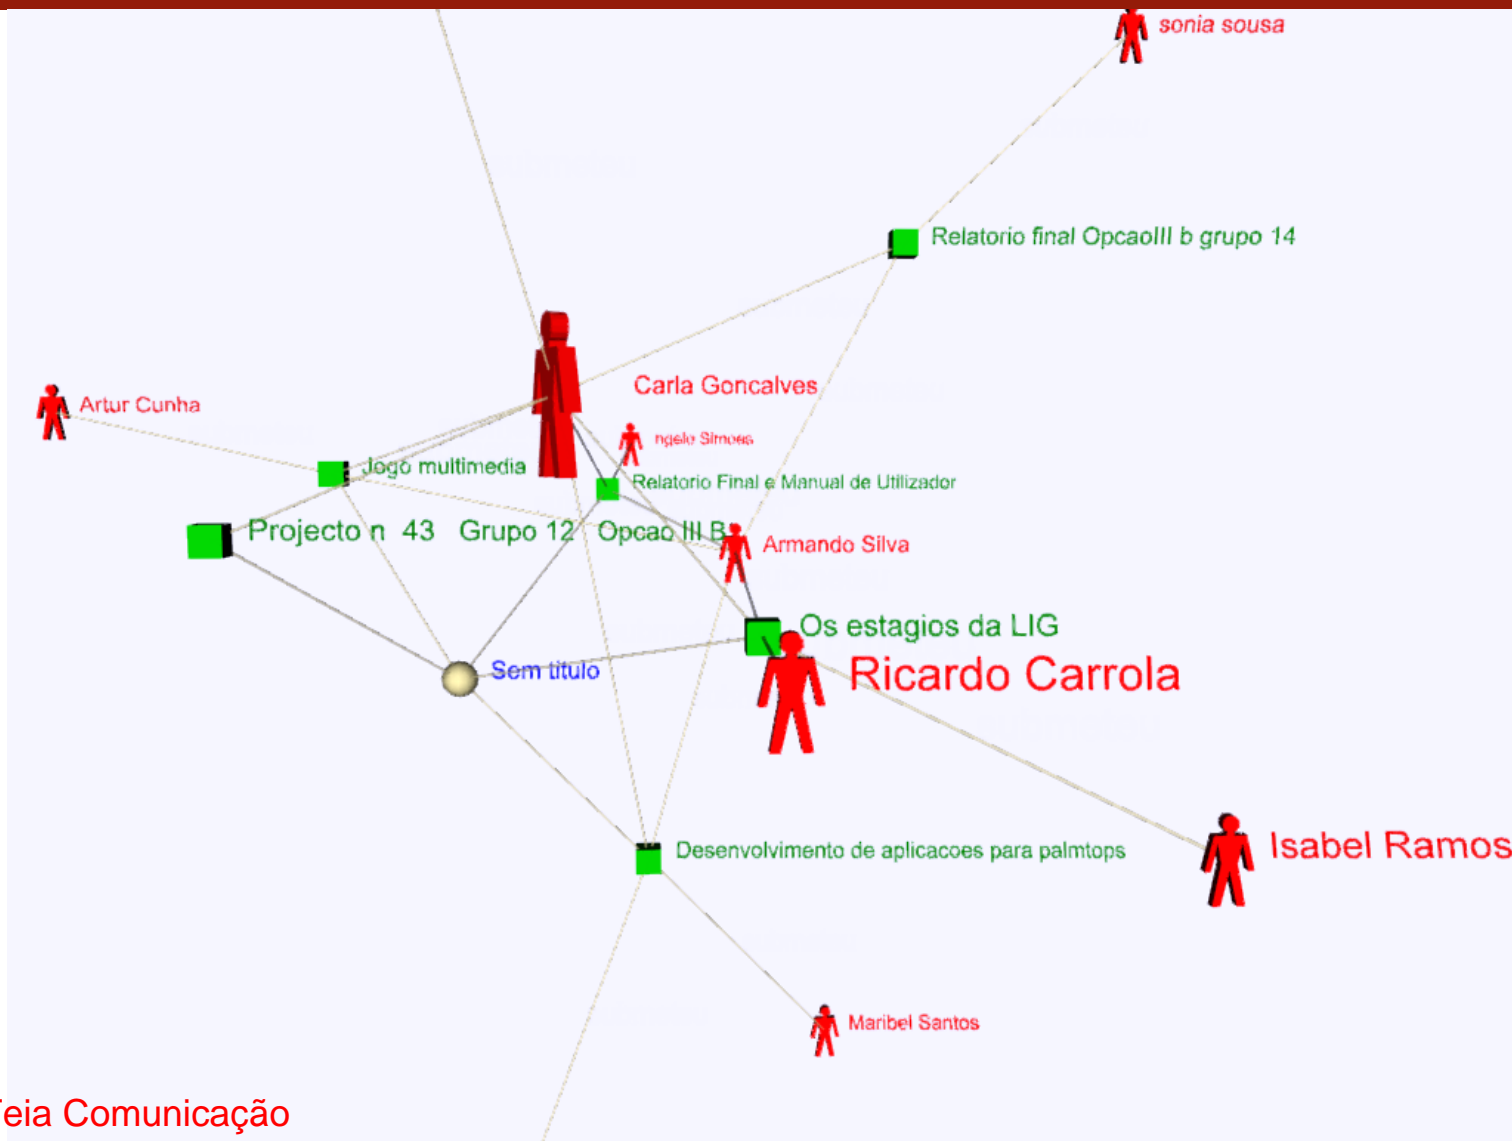 sonia sousa
Relatorio final OpcaoIII b grupo 14
Carla Goncalves
Artur Cunha
ngelo Simoes
Jogo multimedia
Relatorio Final e Manual de Utilizador
Projecto n 43 Grupo 12 Opcao III B
Armando Silva
Os estagios da LIG
Sem titulo
Ricardo Carrola
Isabel Ramos
Desenvolvimento de aplicacoes para palmtops
Maribel Santos
eia Comunicação